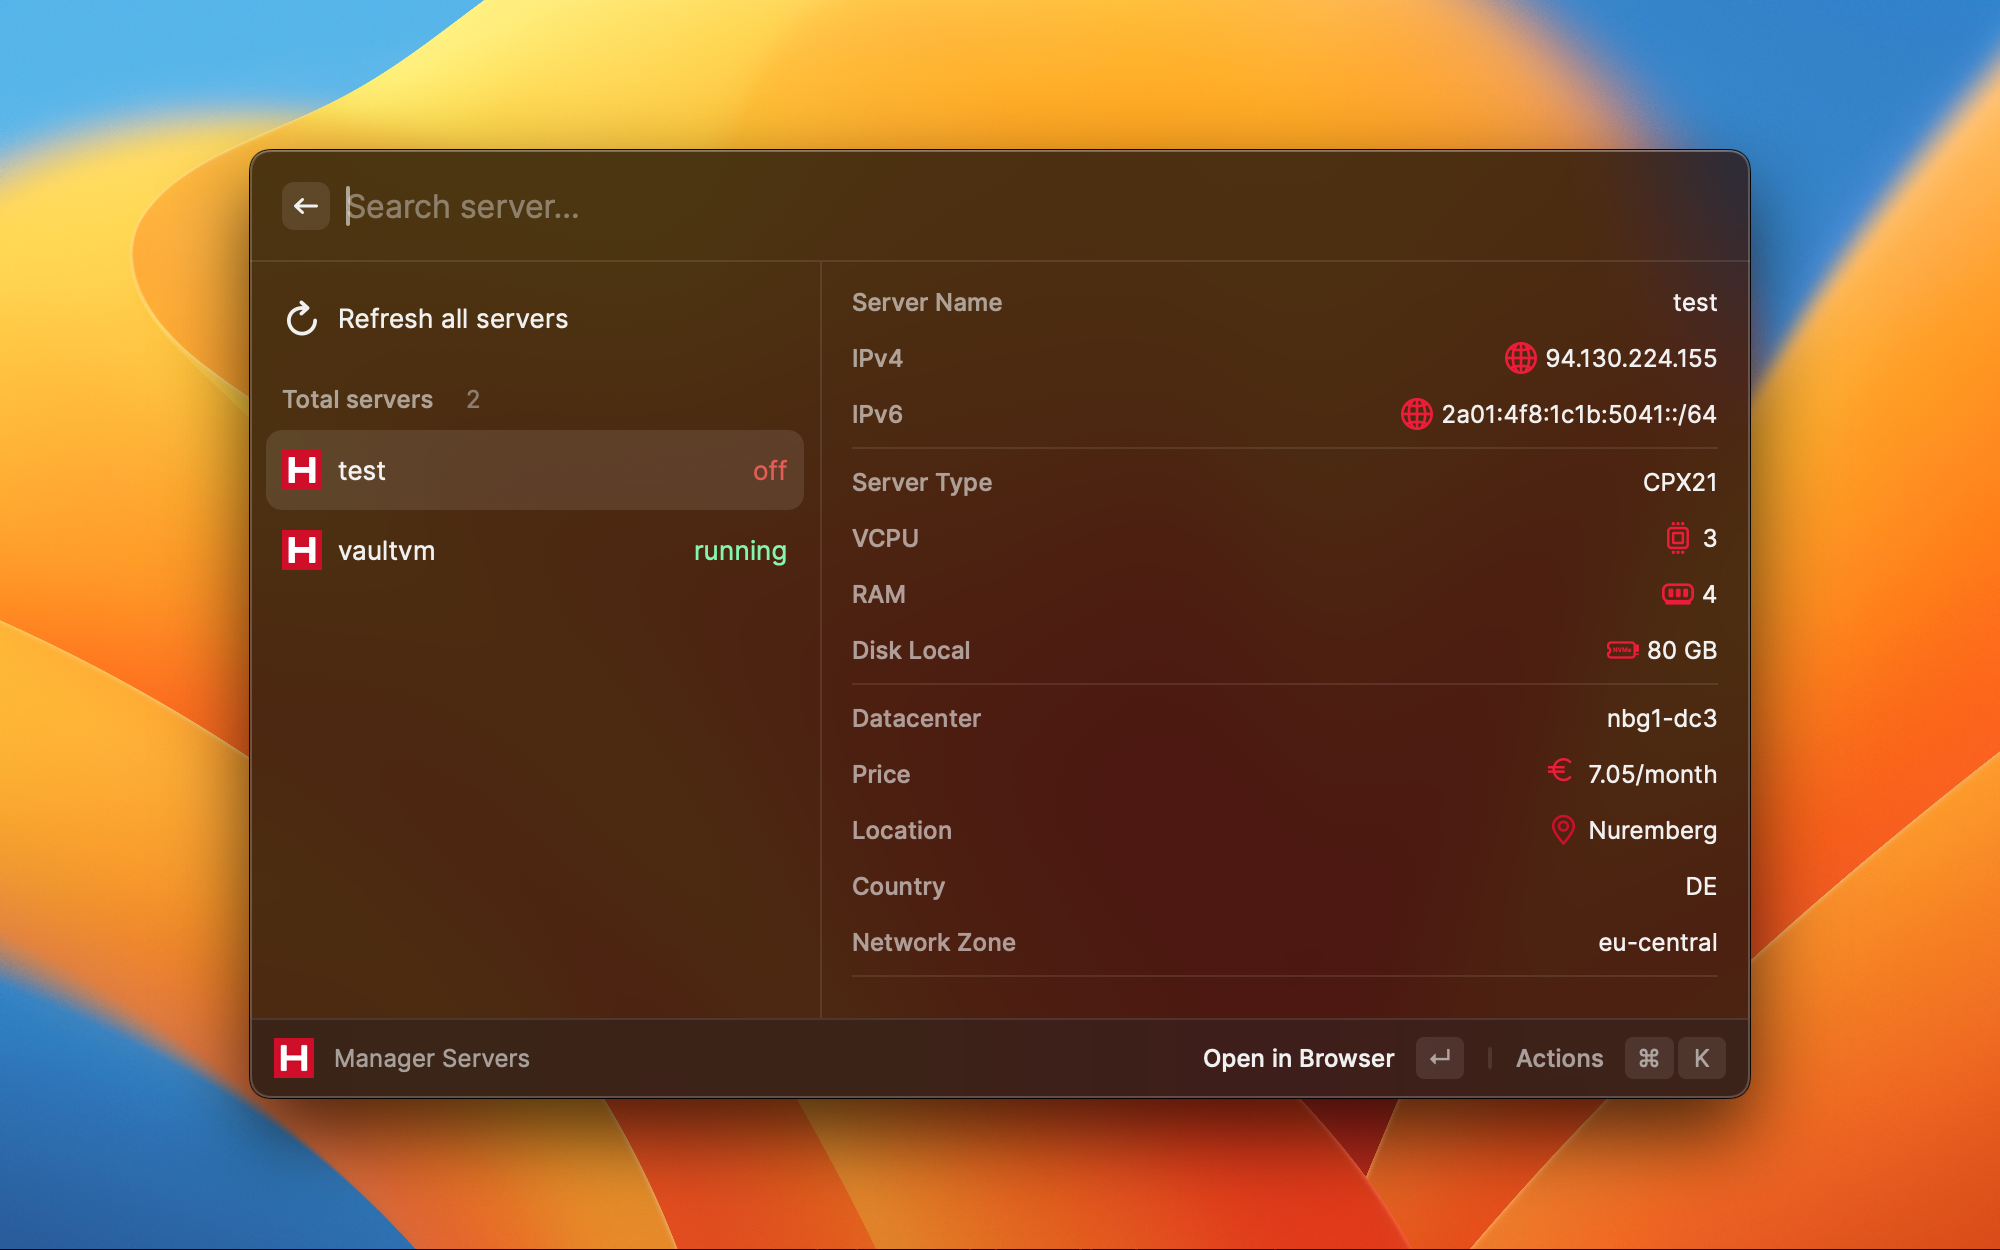 Search server...
Refresh all servers
Total servers 2
H test off
H vaultvm running
Server Name test
IPv4 94.130.224.155
IPv6 2a01:4f8:1c1b:5041::/64
Server Type CPX21
VCPU 3
RAM 4
Disk Local NVMe 80 GB
Datacenter nbg1-dc3
Price € 7.05/month
Location Nuremberg
Country DE
Network Zone eu-central
H Manager Servers Open in Browser ↵ | Actions ⌘ K